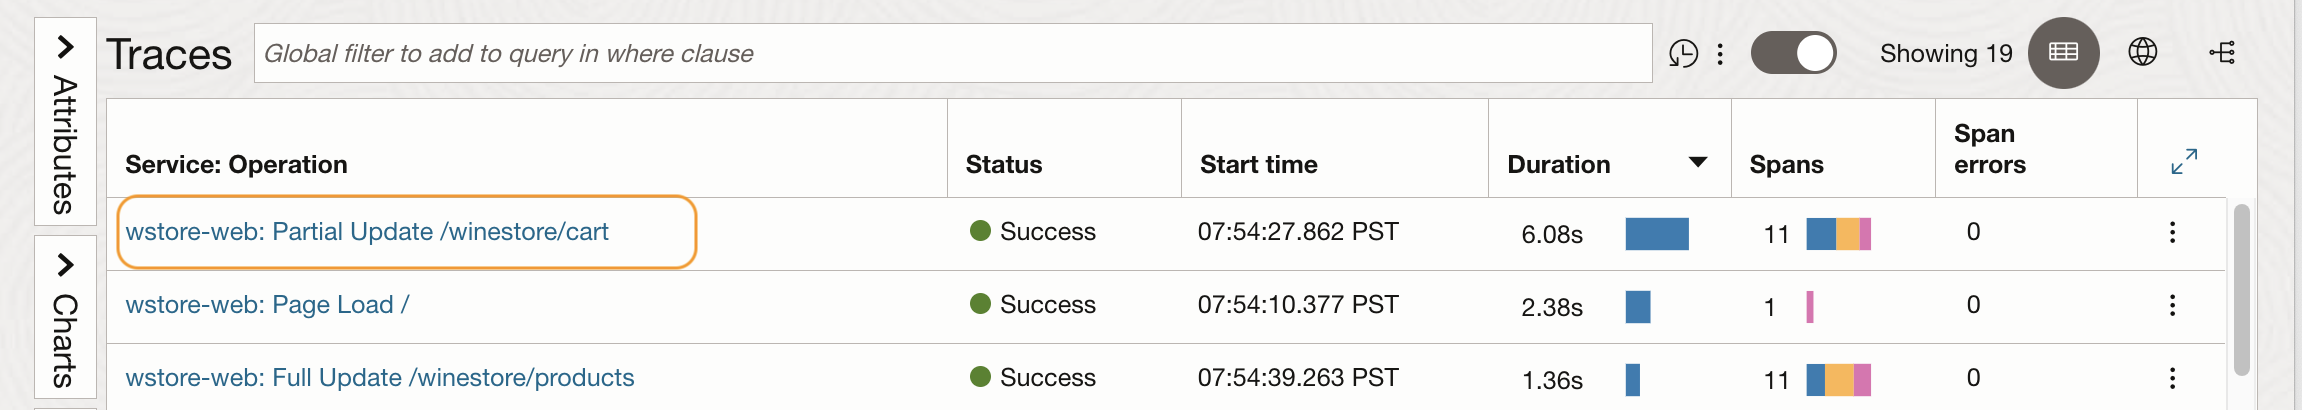 Attributes
Charts
Traces
Global filter to add to query in where clause
Showing 19
Service: Operation Status Start time Duration Spans Span errors
wstore-web: Partial Update /winestore/cart Success 07:54:27.862 PST 6.08s 11 0
wstore-web: Page Load / Success 07:54:10.377 PST 2.38s 1 0
wstore-web: Full Update /winestore/products Success 07:54:39.263 PST 1.36s 11 0